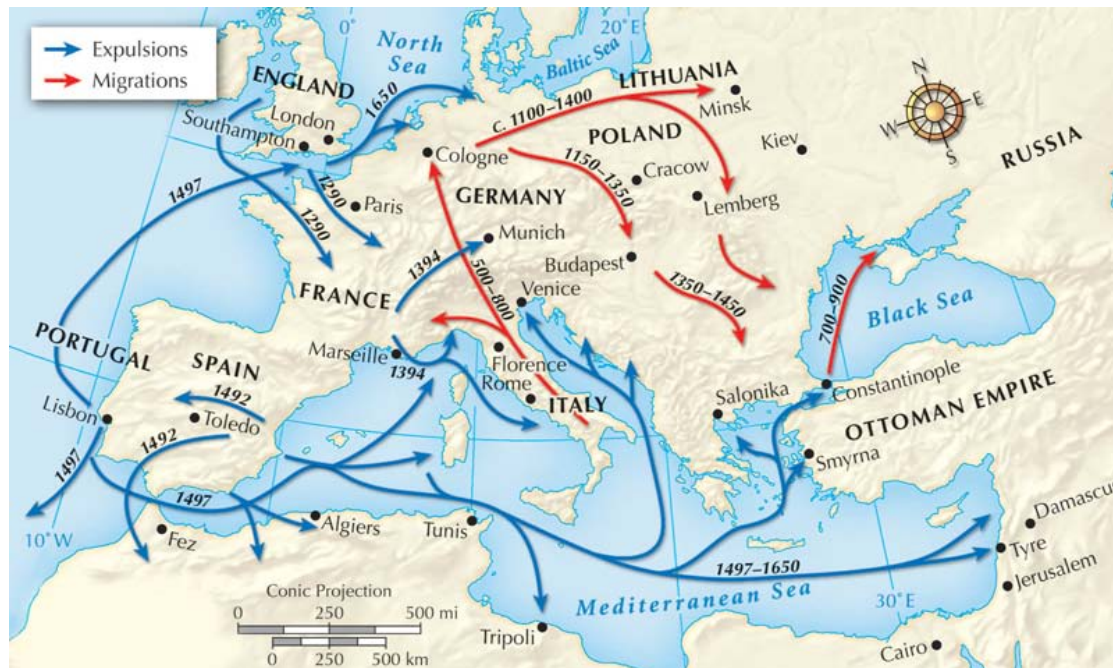 Expulsions
Migrations
0°
20°E
North
Sea
Baltic Sea
ENGLAND
1650
LITHUANIA
Minsk
C. 1100–1400
London
Southampton
POLAND
Kiev
RUSSIA
N
E
W
S
Cologne
1150–1350
Cracow
1497
1290
1290
Paris
GERMANY
Lemberg
Munich
1394
500–800
Budapest
Venice
1350–1450
700–900
Black Sea
FRANCE
PORTUGAL
SPAIN
Marseille
1394
Florence
Rome
ITALY
Salonika
Constantinople
OTTOMAN EMPIRE
1492
Lisbon
Toledo
1492
Smyrna
1497
1497
Algiers
Tunis
Fez
10°W
Damascus
Tyre
1497–1650
Jerusalem
Mediterranean Sea
30°E
Conic Projection
0 250 500 mi
0 250 500 km
Tripoli
Cairo